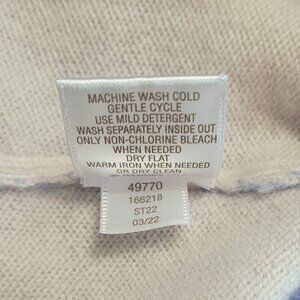 MACHINE WASH COLD
GENTLE CYCLE
USE MILD DETERGENT
WASH SEPARATELY INSIDE OUT
ONLY NON-CHLORINE BLEACH
WHEN NEEDED
DRY FLAT
WARM IRON WHEN NEEDED
OR DRY CLEAN
49770
166218
ST22
03/22